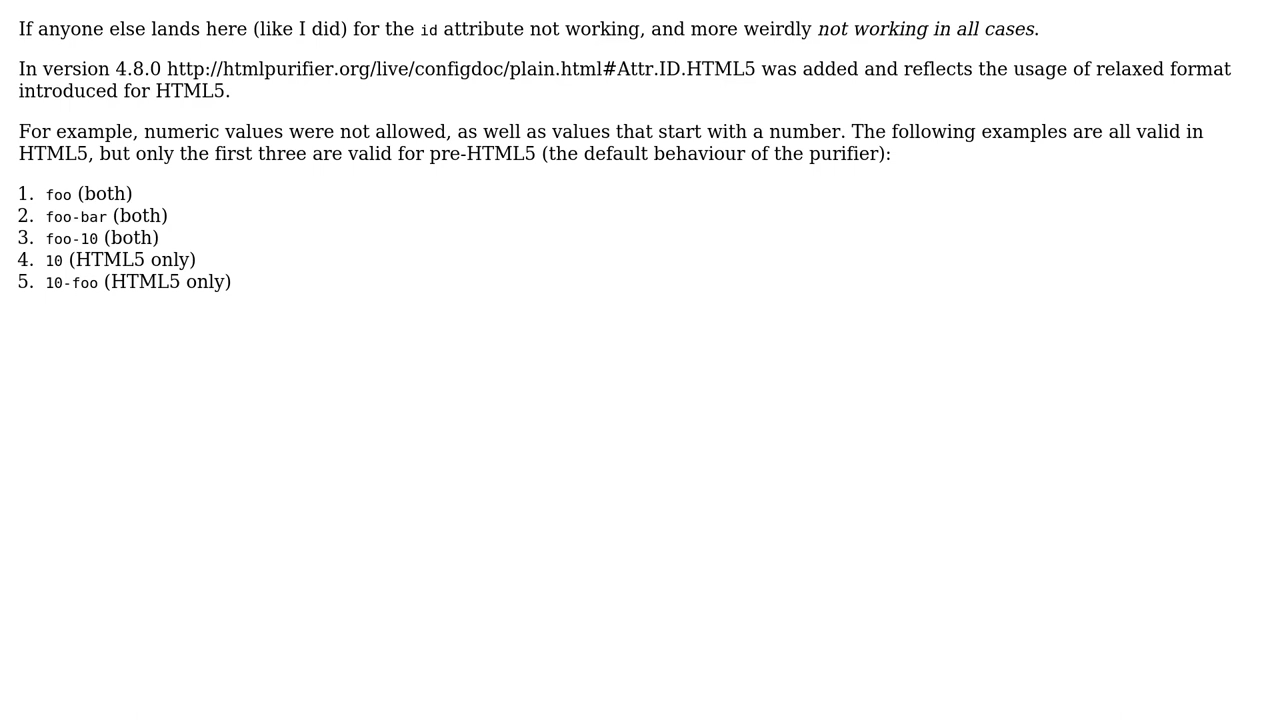 If anyone else lands here (like I did) for the id attribute not working, and more weirdly not working in all cases.
In version 4.8.0 http://htmlpurifier.org/live/configdoc/plain.html#Attr.ID.HTML5 was added and reflects the usage of relaxed format
introduced for HTML5.
For example, numeric values were not allowed, as well as values that start with a number. The following examples are all valid in
HTML5, but only the first three are valid for pre-HTML5 (the default behaviour of the purifier):
1. foo (both)
2. foo-bar (both)
3. foo-10 (both)
4. 10 (HTML5 only)
5. 10-foo (HTML5 only)